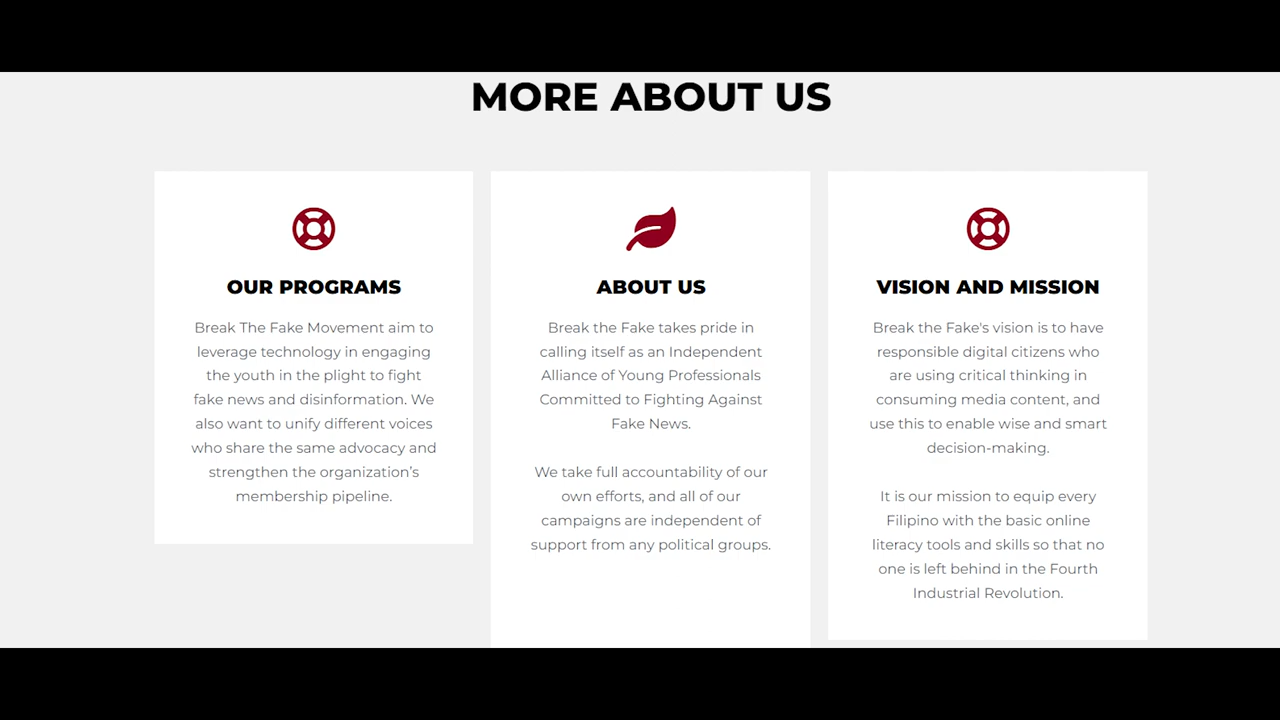 MORE ABOUT US
OUR PROGRAMS
Break The Fake Movement aim to
leverage technology in engaging
the youth in the plight to fight
fake news and disinformation. We
also want to unify different voices
who share the same advocacy and
strengthen the organization’s
membership pipeline.
ABOUT US
Break the Fake takes pride in
calling itself as an Independent
Alliance of Young Professionals
Committed to Fighting Against
Fake News.
We take full accountability of our
own efforts, and all of our
campaigns are independent of
support from any political groups.
VISION AND MISSION
Break the Fake's vision is to have
responsible digital citizens who
are using critical thinking in
consuming media content, and
use this to enable wise and smart
decision-making.
It is our mission to equip every
Filipino with the basic online
literacy tools and skills so that no
one is left behind in the Fourth
Industrial Revolution.